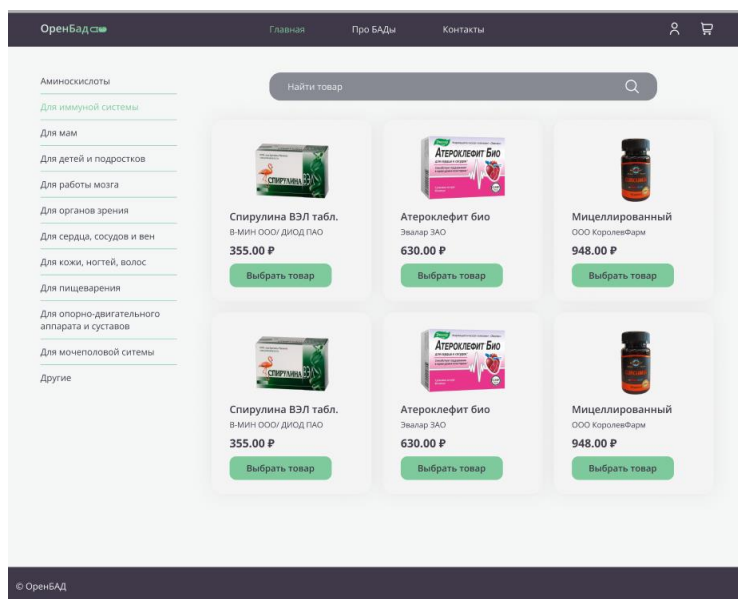 ОренБад
Главная
Про БАДы
Контакты
Аминоскислоты
Для иммуной системы
Для мам
Для детей и подростков
Для работы мозга
Для органов зрения
Для сердца, сосудов и вен
Для кожи, ногтей, волос
Для пищеварения
Для опорно-двигательного
аппарата и суставов
Для мочеполовой ситемы
Другие
Найти товар
СПИРУЛИНА ВЭЛ
Спирулина ВЭЛ табл.
В-МИН ООО/ ДИОД ПАО
355.00 ₽
Выбрать товар
АТЕРОКЛЕФИТ БИО
Атероклефит био
Эвалар ЗАО
630.00 ₽
Выбрать товар
Мицеллированный
ООО КоролевФарм
948.00 ₽
Выбрать товар
СПИРУЛИНА ВЭЛ
Спирулина ВЭЛ табл.
В-МИН ООО/ ДИОД ПАО
355.00 ₽
Выбрать товар
АТЕРОКЛЕФИТ БИО
Атероклефит био
Эвалар ЗАО
630.00 ₽
Выбрать товар
Мицеллированный
ООО КоролевФарм
948.00 ₽
Выбрать товар
© ОренБАД